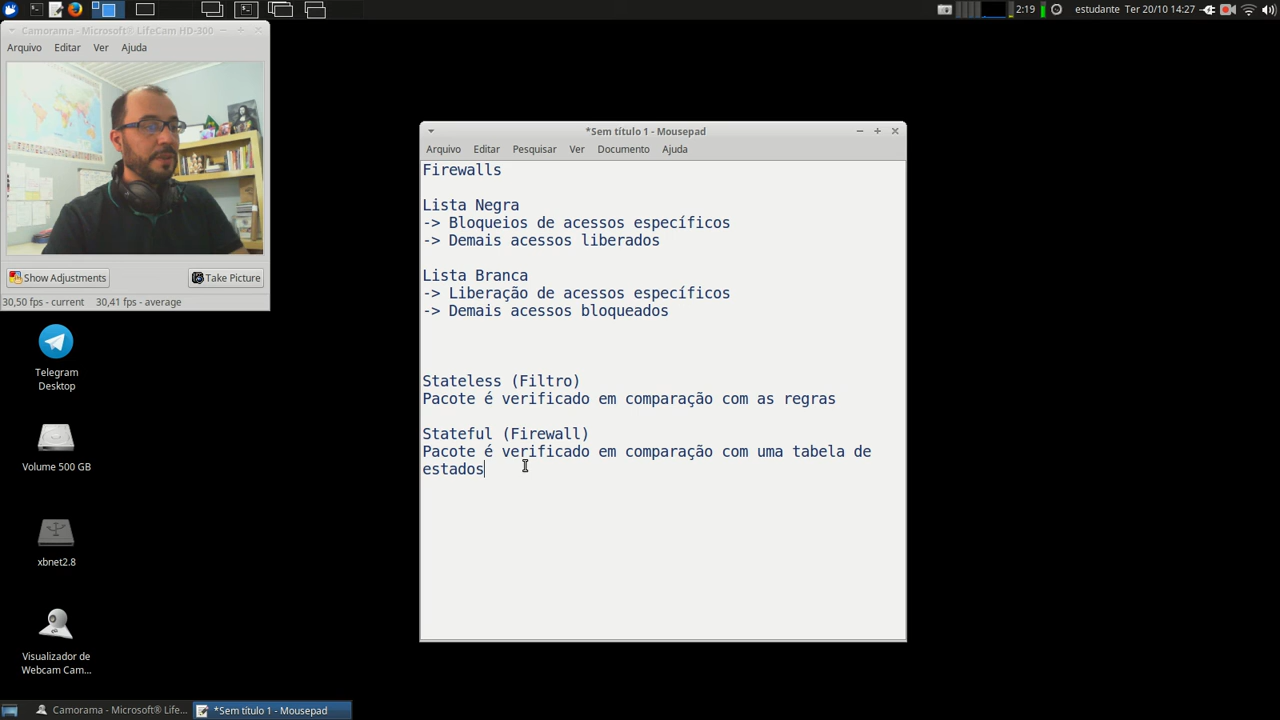 estudante Ter 20/10 14:27
2:19
Camorama - Microsoft® LifeCam HD-300
Arquivo Editar Ver Ajuda
Show Adjustments
Take Picture
30,50 fps - current 30,41 fps - average
Telegram
Desktop
Volume 500 GB
xbnet2.8
Visualizador de
Webcam Cam...
*Sem título 1 - Mousepad
Arquivo Editar Pesquisar Ver Documento Ajuda
Firewalls
Lista Negra
-> Bloqueios de acessos específicos
-> Demais acessos liberados
Lista Branca
-> Liberação de acessos específicos
-> Demais acessos bloqueados
Stateless (Filtro)
Pacote é verificado em comparação com as regras
Stateful (Firewall)
Pacote é verificado em comparação com uma tabela de
estados
Camorama - Microsoft® Life...
*Sem título 1 - Mousepad